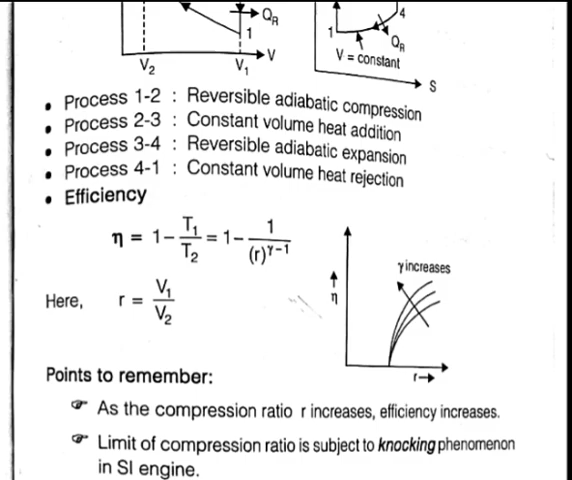 Q_R
4
1
1
Q_R
V
V = constant
V₂
V₁
S
• Process 1-2 : Reversible adiabatic compression
• Process 2-3 : Constant volume heat addition
• Process 3-4 : Reversible adiabatic expansion
• Process 4-1 : Constant volume heat rejection
• Efficiency
η = 1 − T₁/T₂ = 1 − 1/(r)^(γ−1)
γ increases
η
Here, r = V₁/V₂
r→
Points to remember:
☞ As the compression ratio r increases, efficiency increases.
☞ Limit of compression ratio is subject to knocking phenomenon
in SI engine.